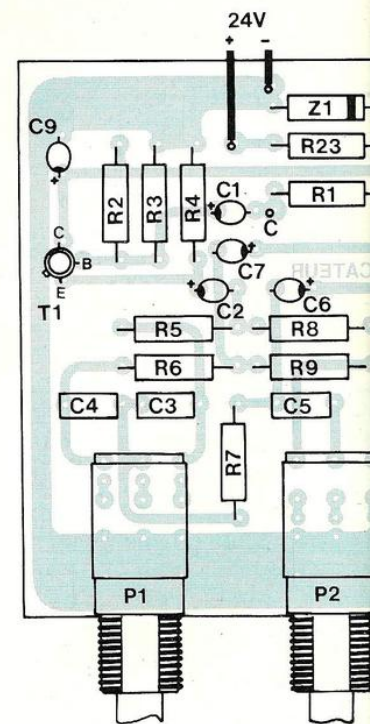 24V
+ -
Z1
C9
R23
R2
R3
R4
C1
R1
+
+
C
C
B
E
C7
+
T1
CATEUR
+
C2
+
C6
R5
R8
R6
R9
C4
C3
C5
R7
P1
P2